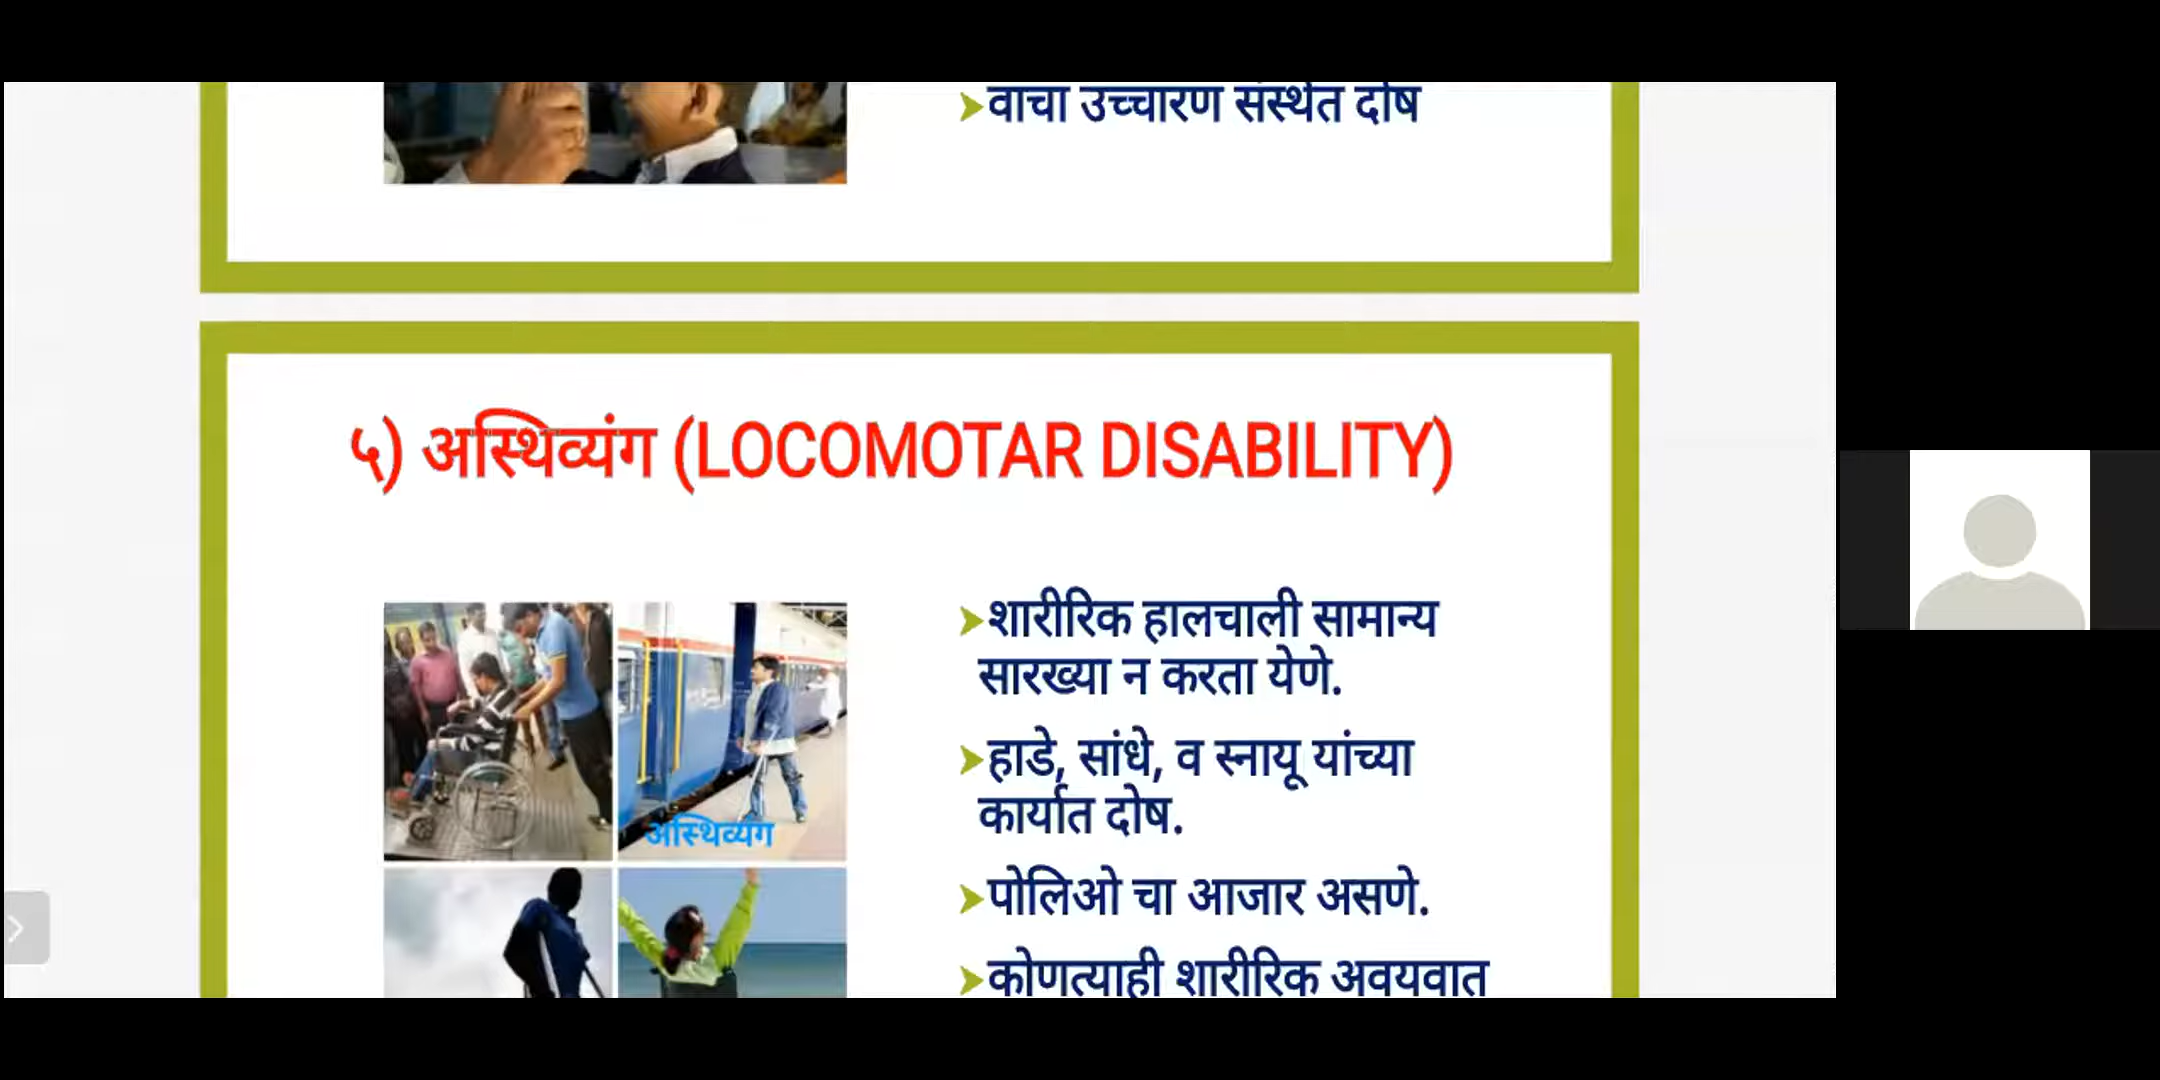 वाचा उच्चारण संस्थेत दोष
५) अस्थिव्यंग (LOCOMOTAR DISABILITY)
शारीरिक हालचाली सामान्य
सारख्या न करता येणे.
हाडे, सांधे, व स्नायू यांच्या
कार्यात दोष.
पोलिओ चा आजार असणे.
कोणत्याही शारीरिक अवयवात
अस्थिव्यंग